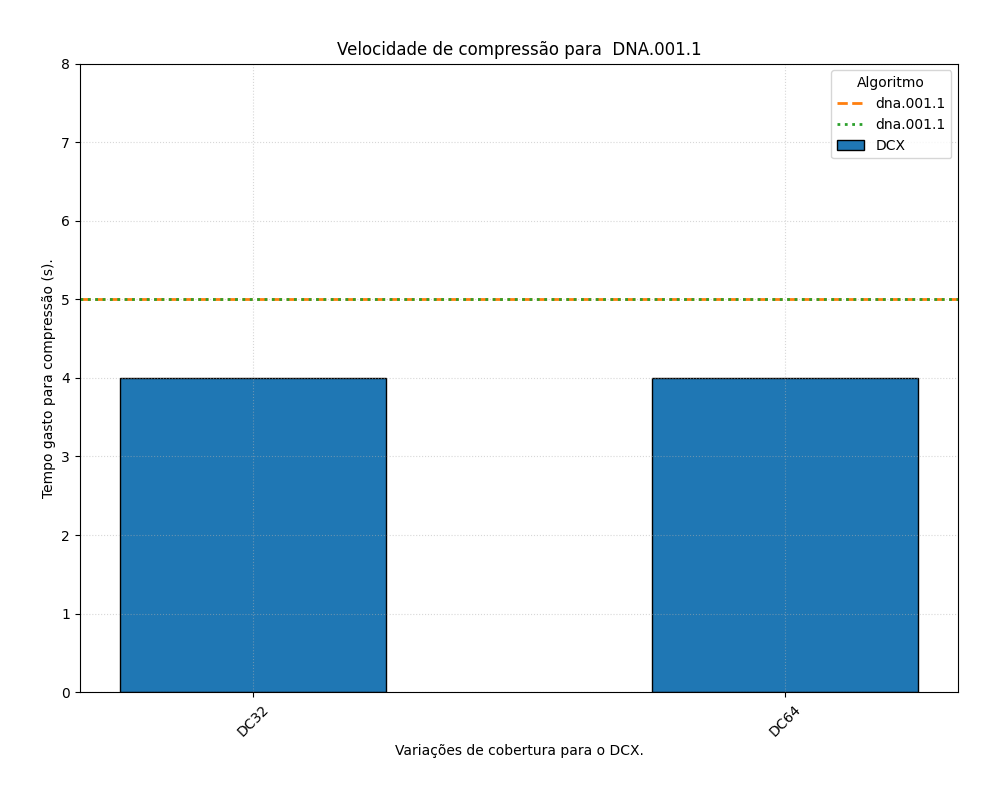 Velocidade de compressão para  DNA.001.1
Algoritmo
dna.001.1
dna.001.1
DCX
Tempo gasto para compressão (s).
8
7
6
5
4
3
2
1
0
DC32
DC64
Variações de cobertura para o DCX.